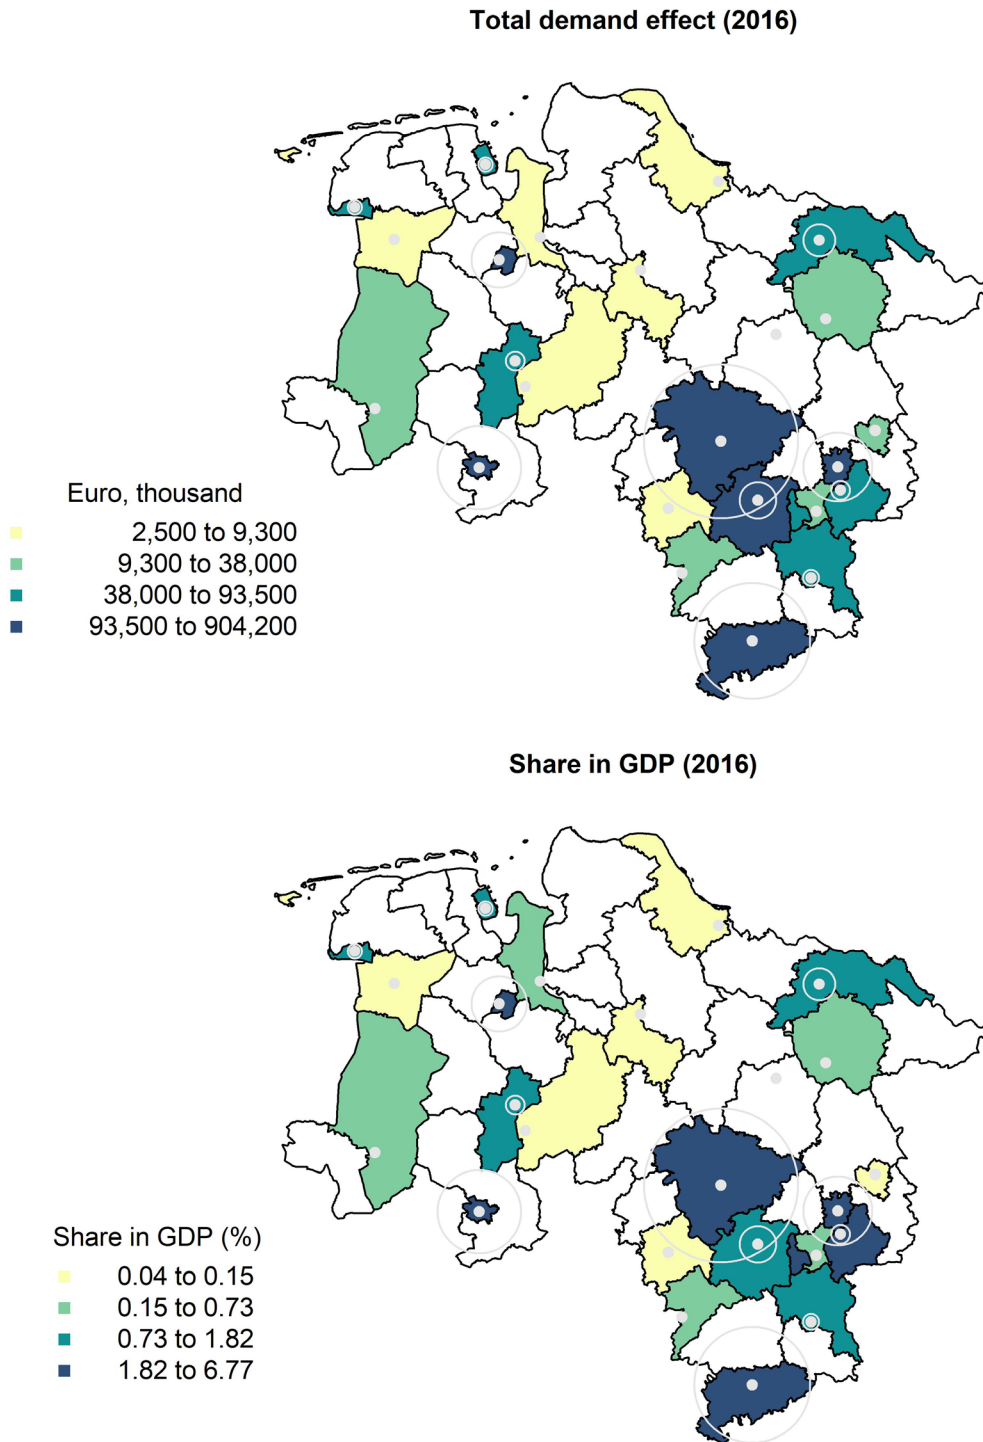 Total demand effect (2016)
Euro, thousand
2,500 to 9,300
9,300 to 38,000
38,000 to 93,500
93,500 to 904,200
Share in GDP (2016)
Share in GDP (%)
0.04 to 0.15
0.15 to 0.73
0.73 to 1.82
1.82 to 6.77